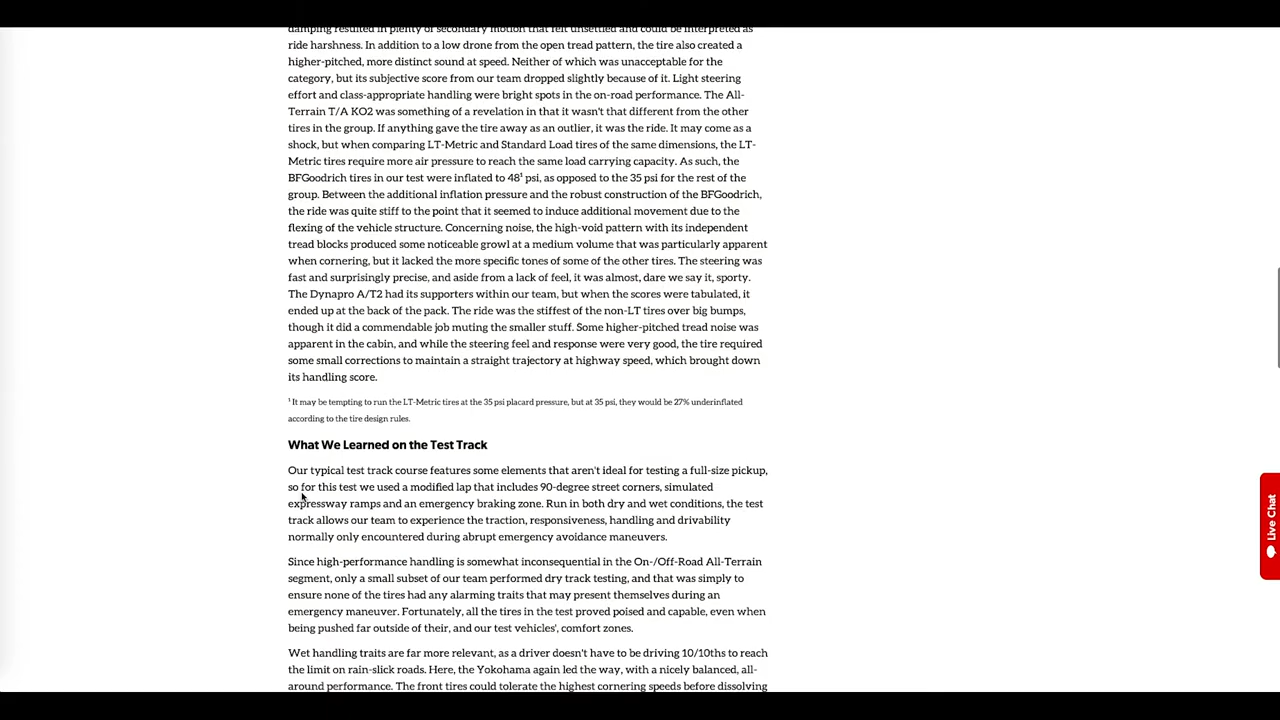 damping resulted in plenty of secondary motion that felt unsettled and could be interpreted as
ride harshness. In addition to a low drone from the open tread pattern, the tire also created a
higher-pitched, more distinct sound at speed. Neither of which was unacceptable for the
category, but its subjective score from our team dropped slightly because of it. Light steering
effort and class-appropriate handling were bright spots in the on-road performance. The All-
Terrain T/A KO2 was something of a revelation in that it wasn't that different from the other
tires in the group. If anything gave the tire away as an outlier, it was the ride. It may come as a
shock, but when comparing LT-Metric and Standard Load tires of the same dimensions, the LT-
Metric tires require more air pressure to reach the same load carrying capacity. As such, the
BFGoodrich tires in our test were inflated to 48¹ psi, as opposed to the 35 psi for the rest of the
group. Between the additional inflation pressure and the robust construction of the BFGoodrich,
the ride was quite stiff to the point that it seemed to induce additional movement due to the
flexing of the vehicle structure. Concerning noise, the high-void pattern with its independent
tread blocks produced some noticeable growl at a medium volume that was particularly apparent
when cornering, but it lacked the more specific tones of some of the other tires. The steering was
fast and surprisingly precise, and aside from a lack of feel, it was almost, dare we say it, sporty.
The Dynapro A/T2 had its supporters within our team, but when the scores were tabulated, it
ended up at the back of the pack. The ride was the stiffest of the non-LT tires over big bumps,
though it did a commendable job muting the smaller stuff. Some higher-pitched tread noise was
apparent in the cabin, and while the steering feel and response were very good, the tire required
some small corrections to maintain a straight trajectory at highway speed, which brought down
its handling score.
¹ It may be tempting to run the LT-Metric tires at the 35 psi placard pressure, but at 35 psi, they would be 27% underinflated
according to the tire design rules.
What We Learned on the Test Track
Our typical test track course features some elements that aren't ideal for testing a full-size pickup,
so for this test we used a modified lap that includes 90-degree street corners, simulated
expressway ramps and an emergency braking zone. Run in both dry and wet conditions, the test
track allows our team to experience the traction, responsiveness, handling and drivability
normally only encountered during abrupt emergency avoidance maneuvers.
Since high-performance handling is somewhat inconsequential in the On-/Off-Road All-Terrain
segment, only a small subset of our team performed dry track testing, and that was simply to
ensure none of the tires had any alarming traits that may present themselves during an
emergency maneuver. Fortunately, all the tires in the test proved poised and capable, even when
being pushed far outside of their, and our test vehicles', comfort zones.
Wet handling traits are far more relevant, as a driver doesn't have to be driving 10/10ths to reach
the limit on rain-slick roads. Here, the Yokohama again led the way, with a nicely balanced, all-
around performance. The front tires could tolerate the highest cornering speeds before dissolving
Live Chat